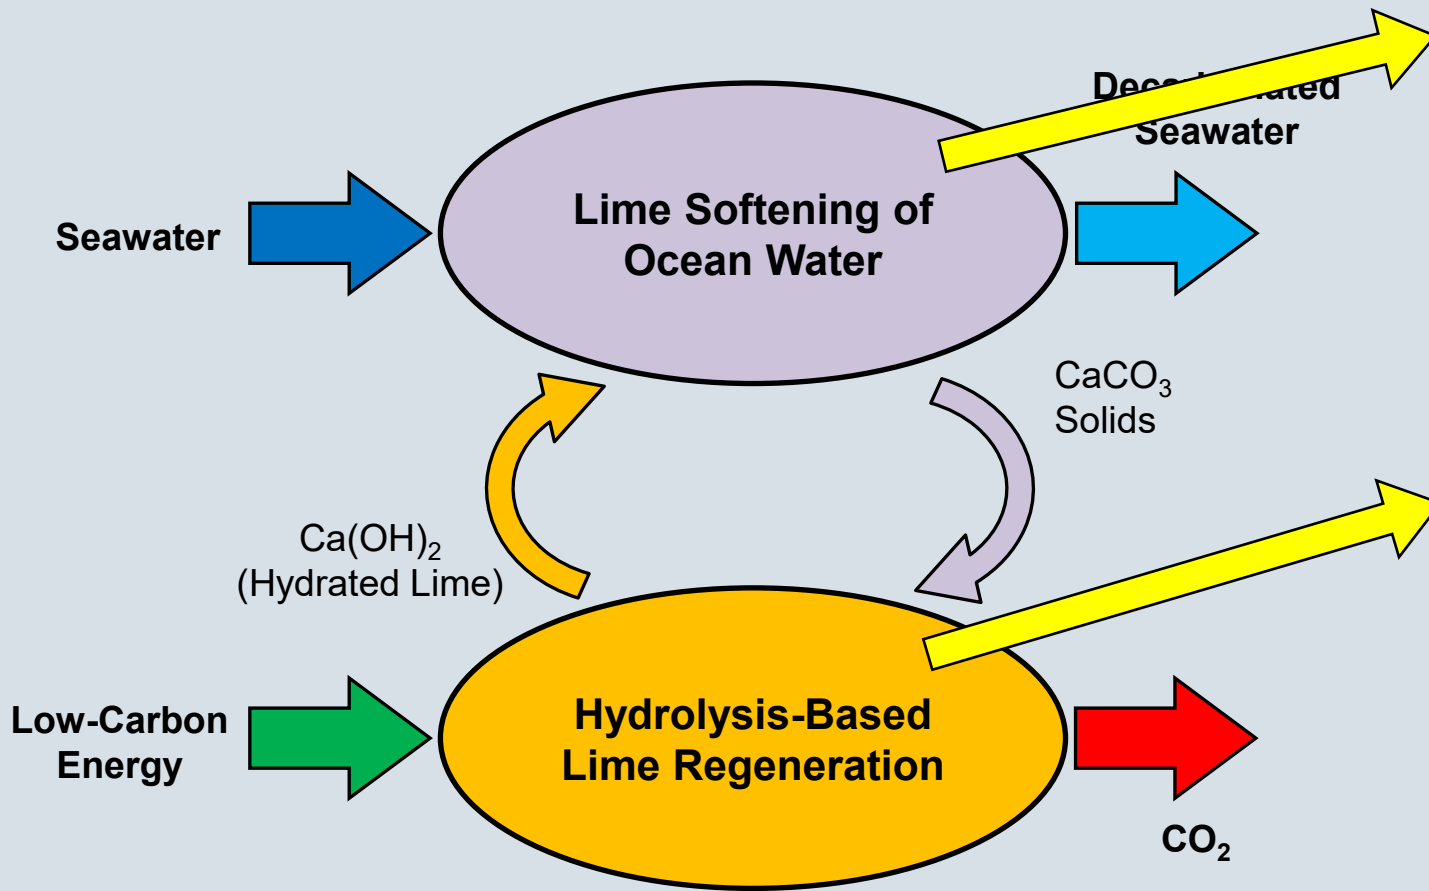 Seawater
Lime Softening of
Ocean Water
Seawater
CaCO₃
Solids
Ca(OH)₂
(Hydrated Lime)
Low-Carbon
Energy
Hydrolysis-Based
Lime Regeneration
CO₂